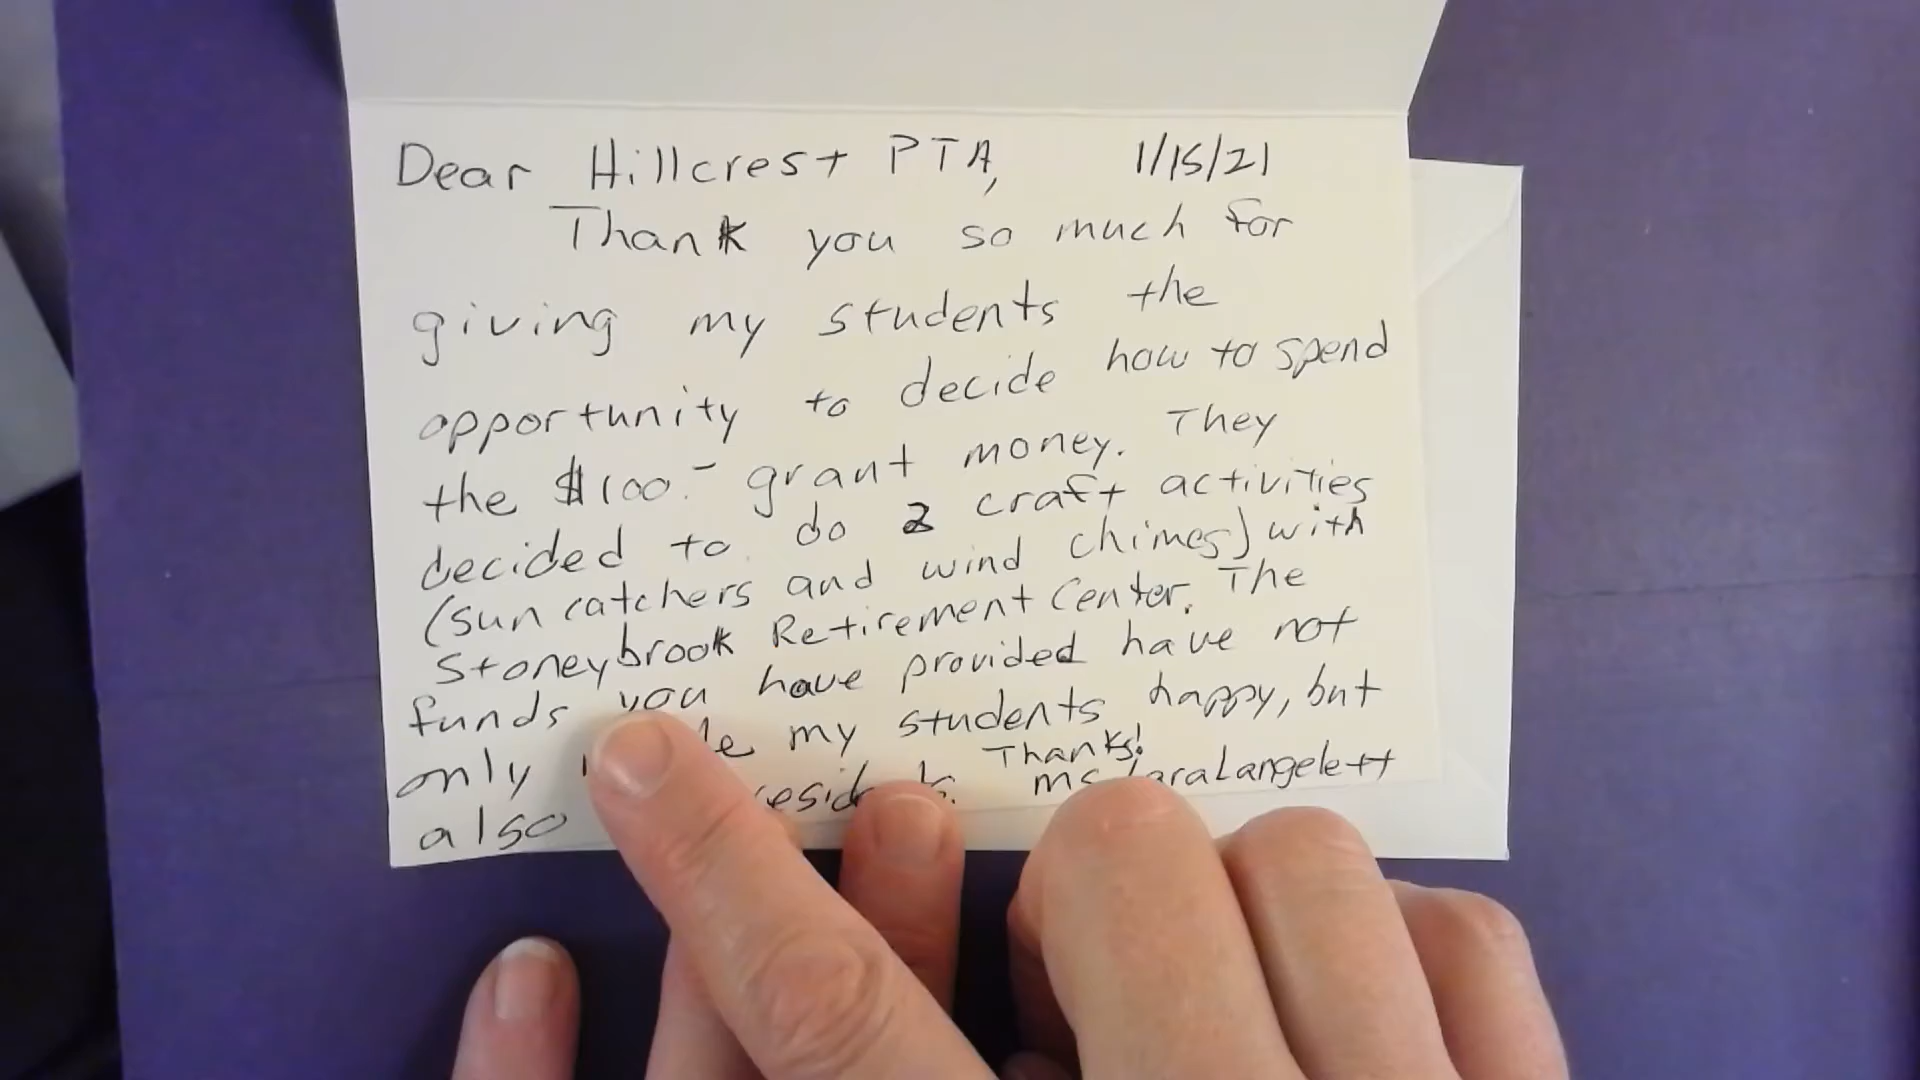 Dear Hillcrest PTA, 1/15/21
Thank you so much for
giving my students the
opportunity to decide how to spend
the $100.- grant money. They
decided to do 2 craft activities
(sun catchers and wind chimes) with
Stoneybrook Retirement Center. The
funds you have provided have not
only my students happy, but
also Thanks!